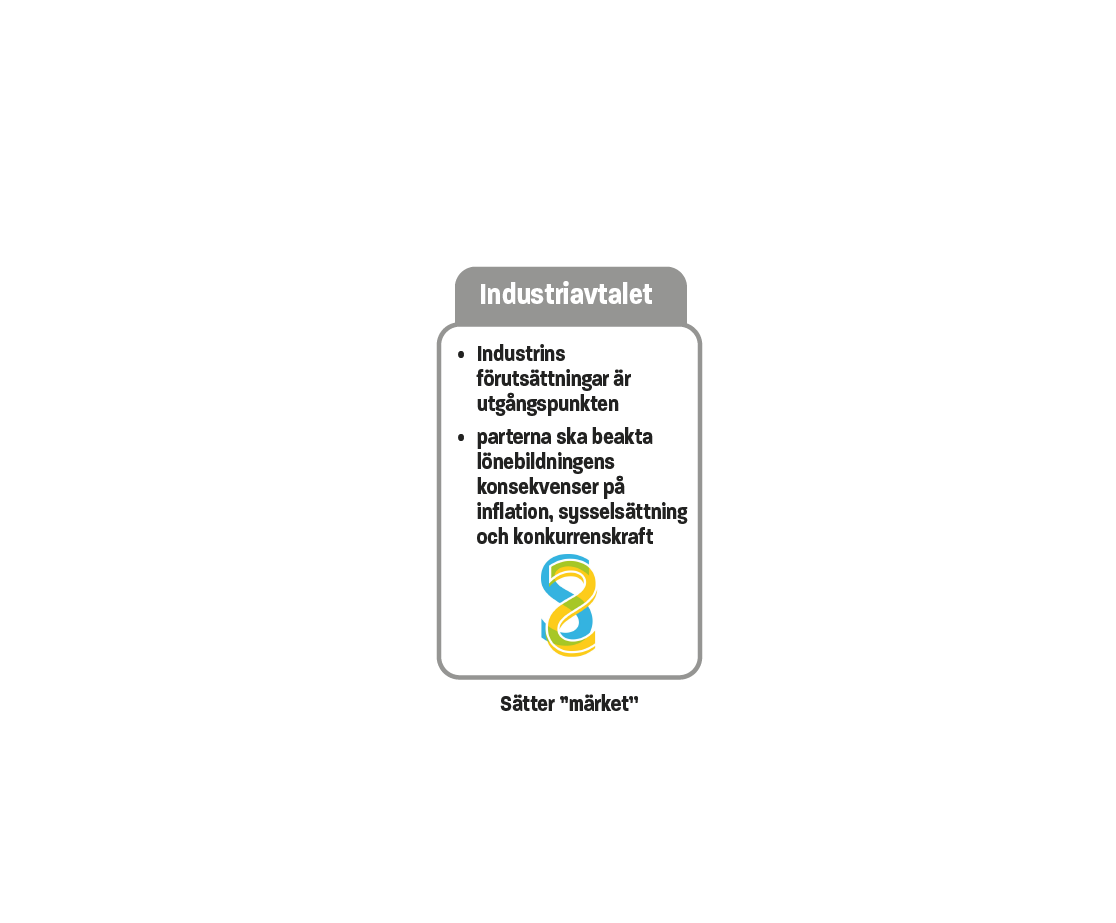 Industriavtalet
• Industrins
förutsättningar är
utgångspunkten
• parterna ska beakta
lönebildningens
konsekvenser på
inflation, sysselsättning
och konkurrenskraft
Sätter ”märket”